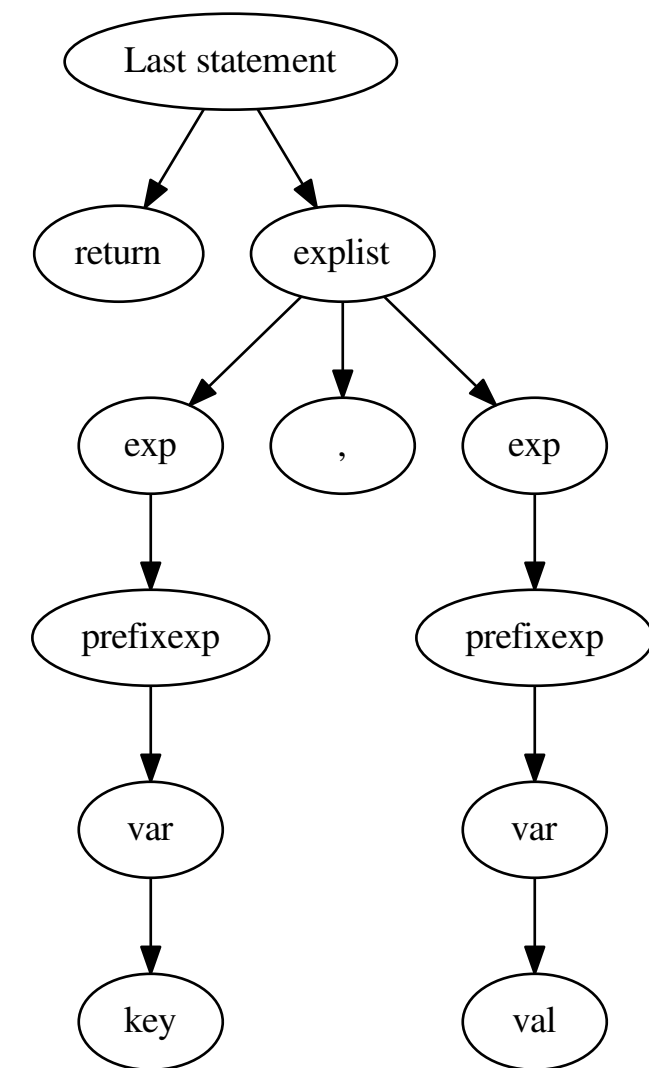 Last statement
return
explist
exp
,
exp
prefixexp
prefixexp
var
var
key
val